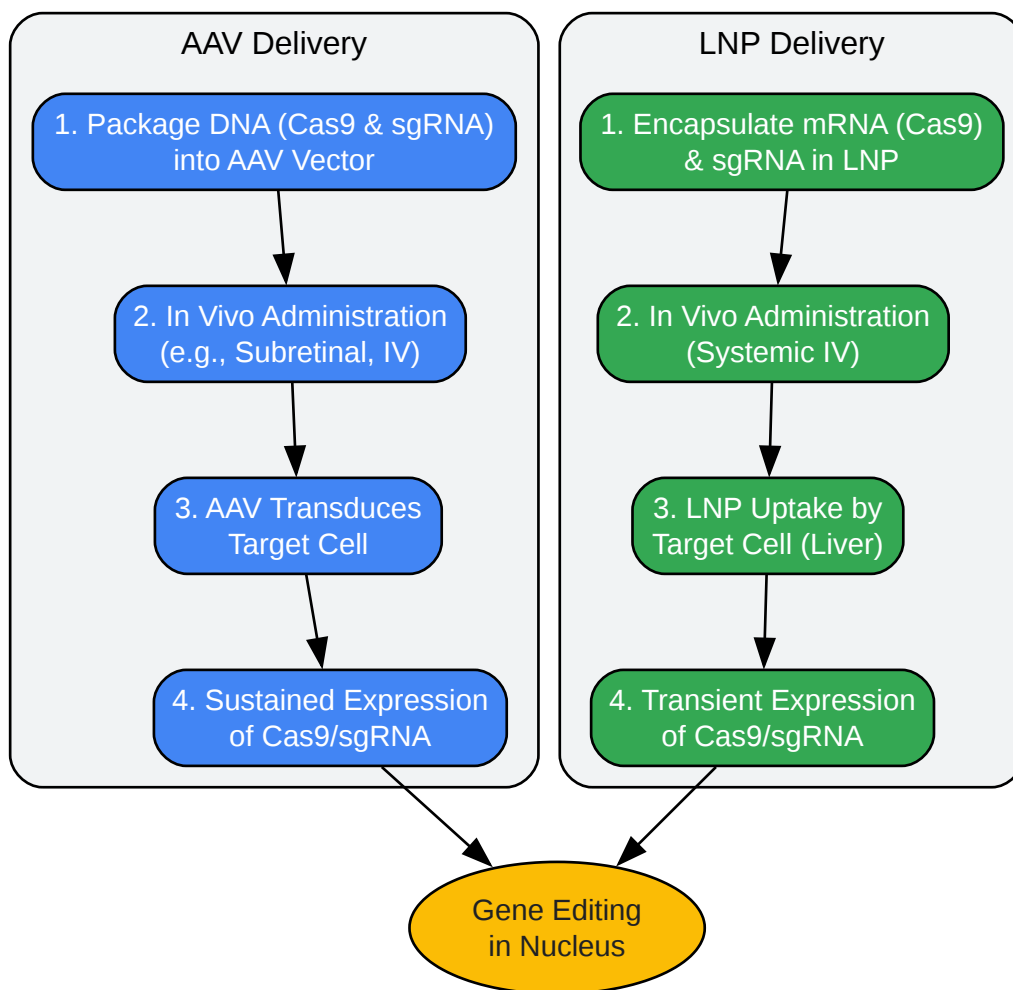 AAV Delivery
1. Package DNA (Cas9 & sgRNA)
into AAV Vector
2. In Vivo Administration
(e.g., Subretinal, IV)
3. AAV Transduces
Target Cell
4. Sustained Expression
of Cas9/sgRNA
LNP Delivery
1. Encapsulate mRNA (Cas9)
& sgRNA in LNP
2. In Vivo Administration
(Systemic IV)
3. LNP Uptake by
Target Cell (Liver)
4. Transient Expression
of Cas9/sgRNA
Gene Editing
in Nucleus